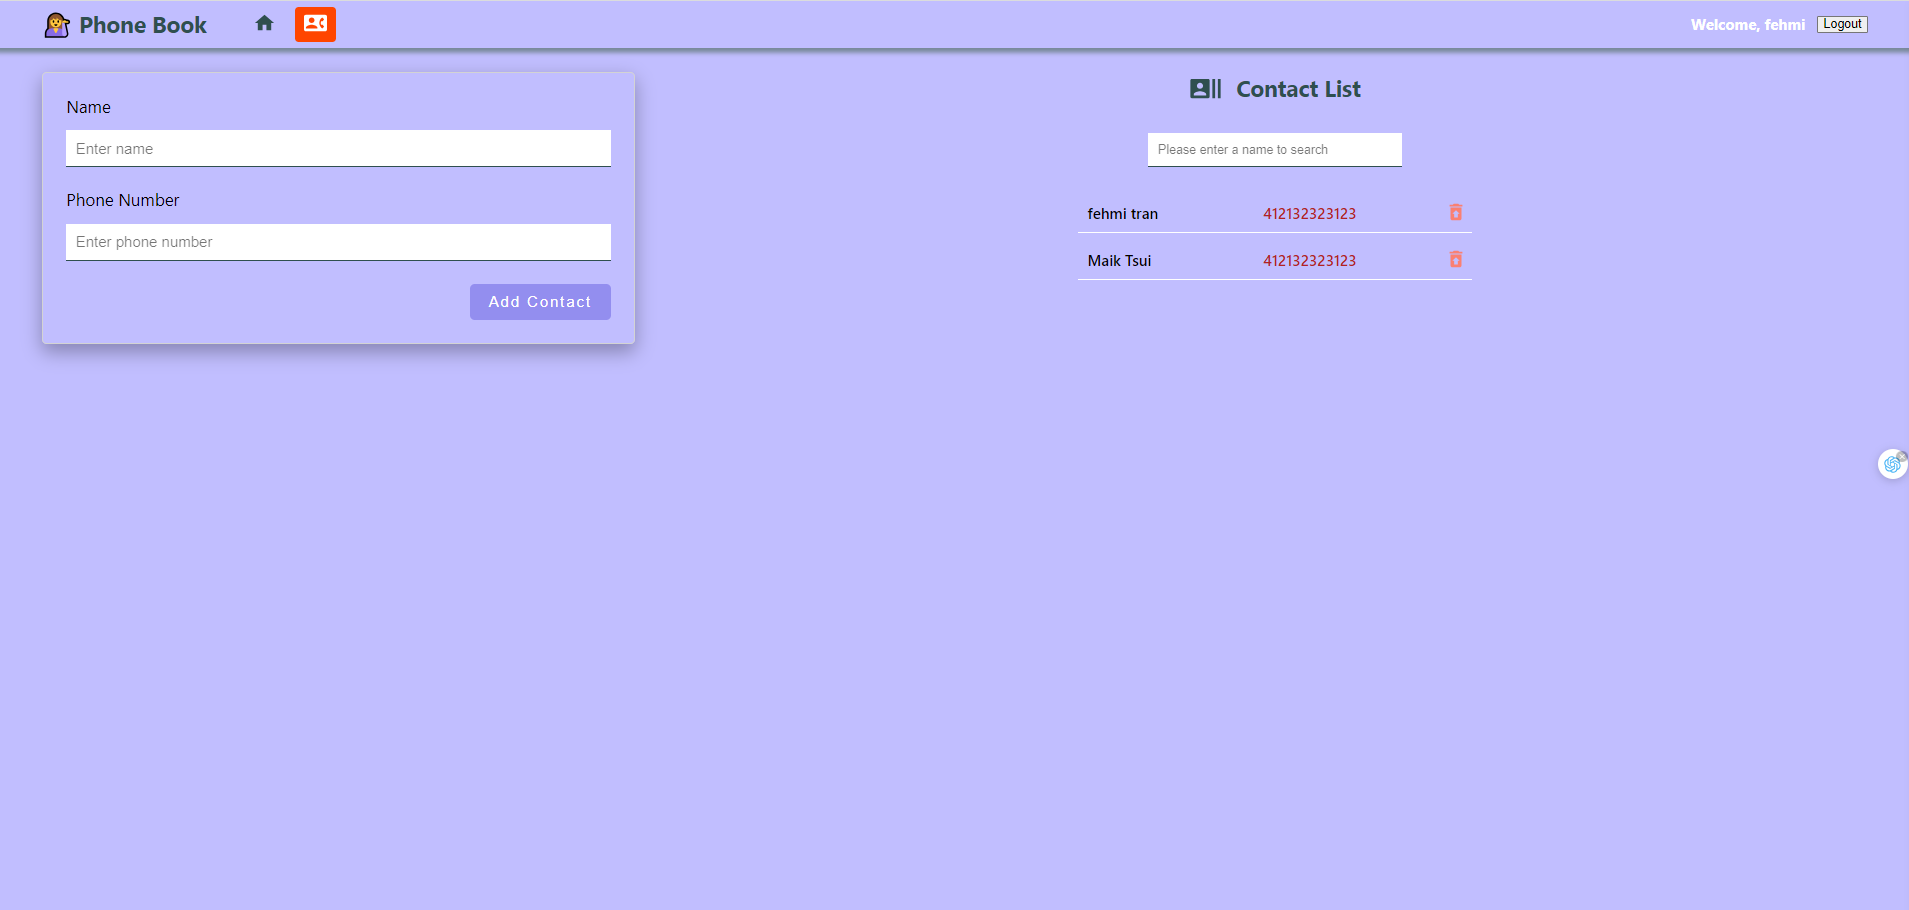 Phone Book
Welcome, fehmi
Logout
Name
Enter name
Phone Number
Enter phone number
Add Contact
Contact List
Please enter a name to search
fehmi tran 412132323123
Maik Tsui 412132323123